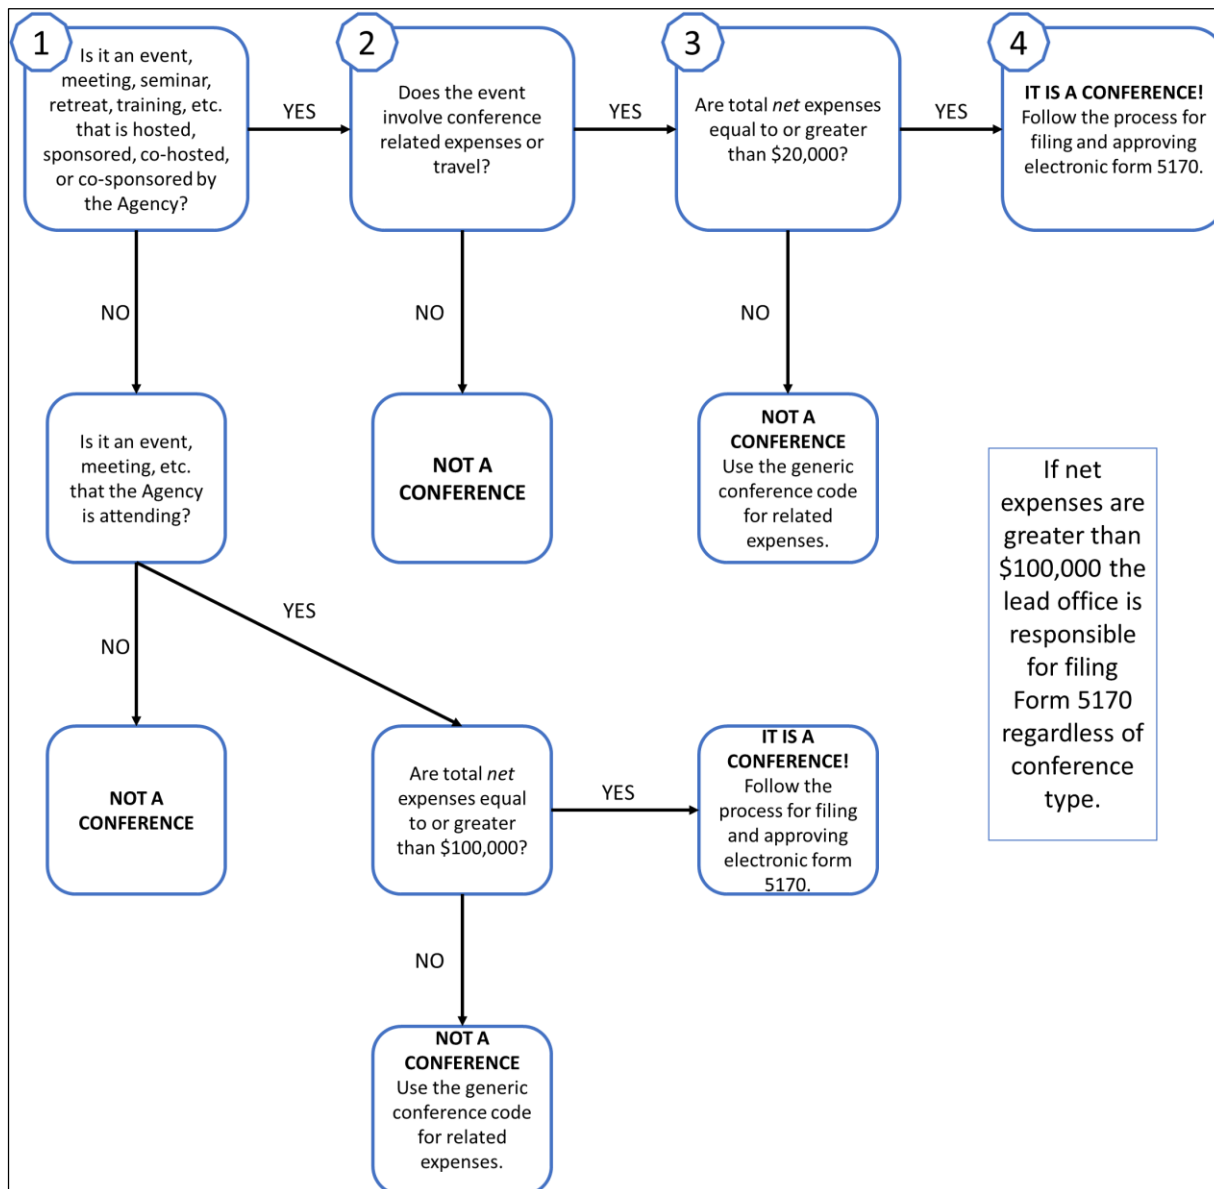 1
Is it an event,
meeting, seminar,
retreat, training, etc.
that is hosted,
sponsored, co-hosted,
or co-sponsored by
the Agency?
YES
2
Does the event
involve conference
related expenses or
travel?
YES
3
Are total net expenses
equal to or greater
than $20,000?
YES
4
IT IS A CONFERENCE!
Follow the process for
filing and approving
electronic form 5170.
NO
NO
NO
Is it an event,
meeting, etc.
that the Agency
is attending?
NOT A
CONFERENCE
NOT A
CONFERENCE
Use the generic
conference code
for related
expenses.
If net
expenses are
greater than
$100,000 the
lead office is
responsible
for filing
Form 5170
regardless of
conference
type.
NO
YES
NOT A
CONFERENCE
Are total net
expenses equal
to or greater
than $100,000?
YES
IT IS A
CONFERENCE!
Follow the
process for filing
and approving
electronic form
5170.
NO
NOT A
CONFERENCE
Use the generic
conference code
for related
expenses.